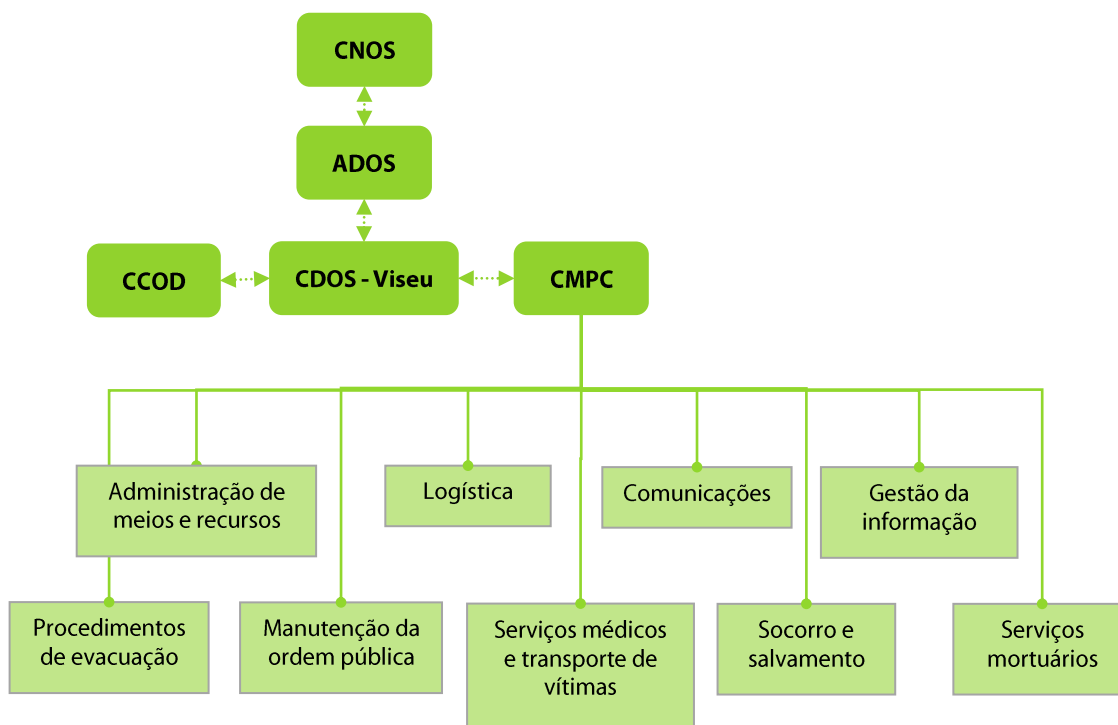 CNOS
ADOS
CCOD
CDOS - Viseu
CMPC
Administração de
meios e recursos
Logística
Comunicações
Gestão da
informação
Procedimentos
de evacuação
Manutenção da
ordem pública
Serviços médicos
e transporte de
vítimas
Socorro e
salvamento
Serviços
mortuários